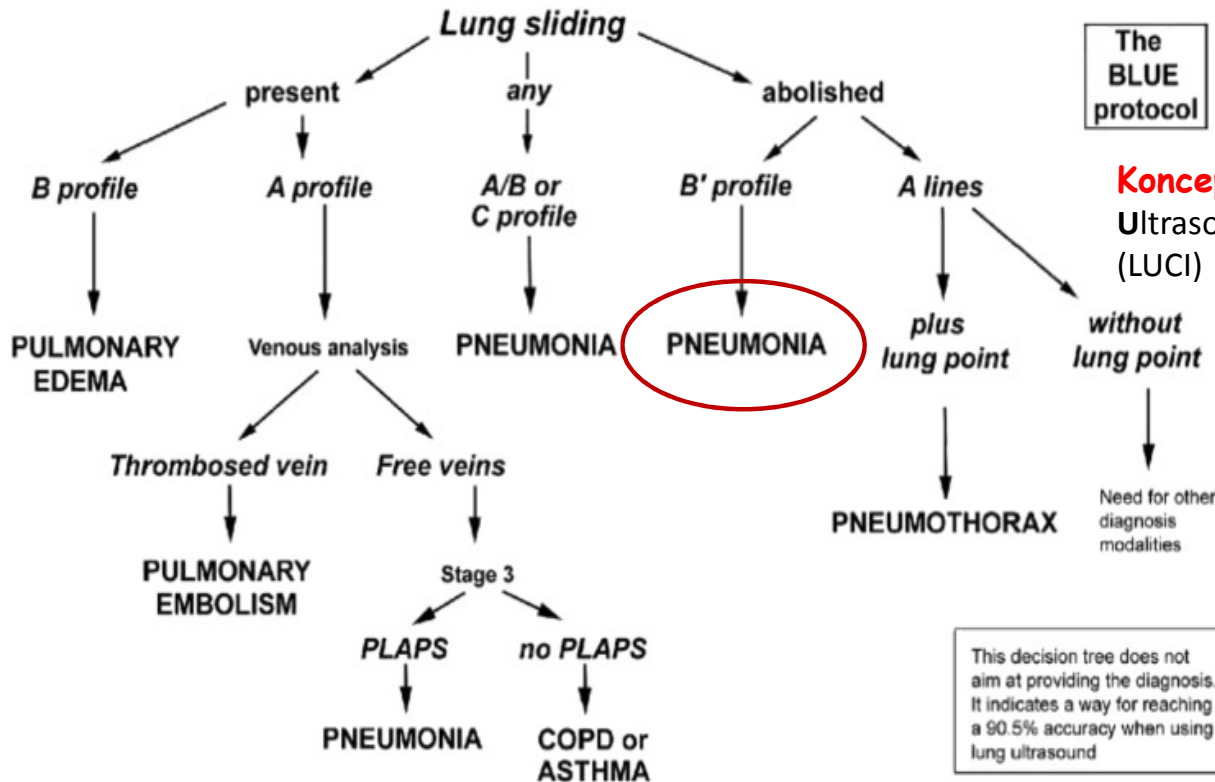 Lung sliding
The
BLUE
protocol
present
any
abolished
B profile
A profile
A/B or
C profile
B' profile
A lines
Ultraso
(LUCI)
PULMONARY
EDEMA
Venous analysis
PNEUMONIA
PNEUMONIA
plus
lung point
without
lung point
Thrombosed vein
Free veins
PNEUMOTHORAX
Need for other
diagnosis
modalities
PULMONARY
EMBOLISM
Stage 3
PLAPS
no PLAPS
PNEUMONIA
COPD or
ASTHMA
This decision tree does not
aim at providing the diagnosis.
It indicates a way for reaching
a 90.5% accuracy when using
lung ultrasound